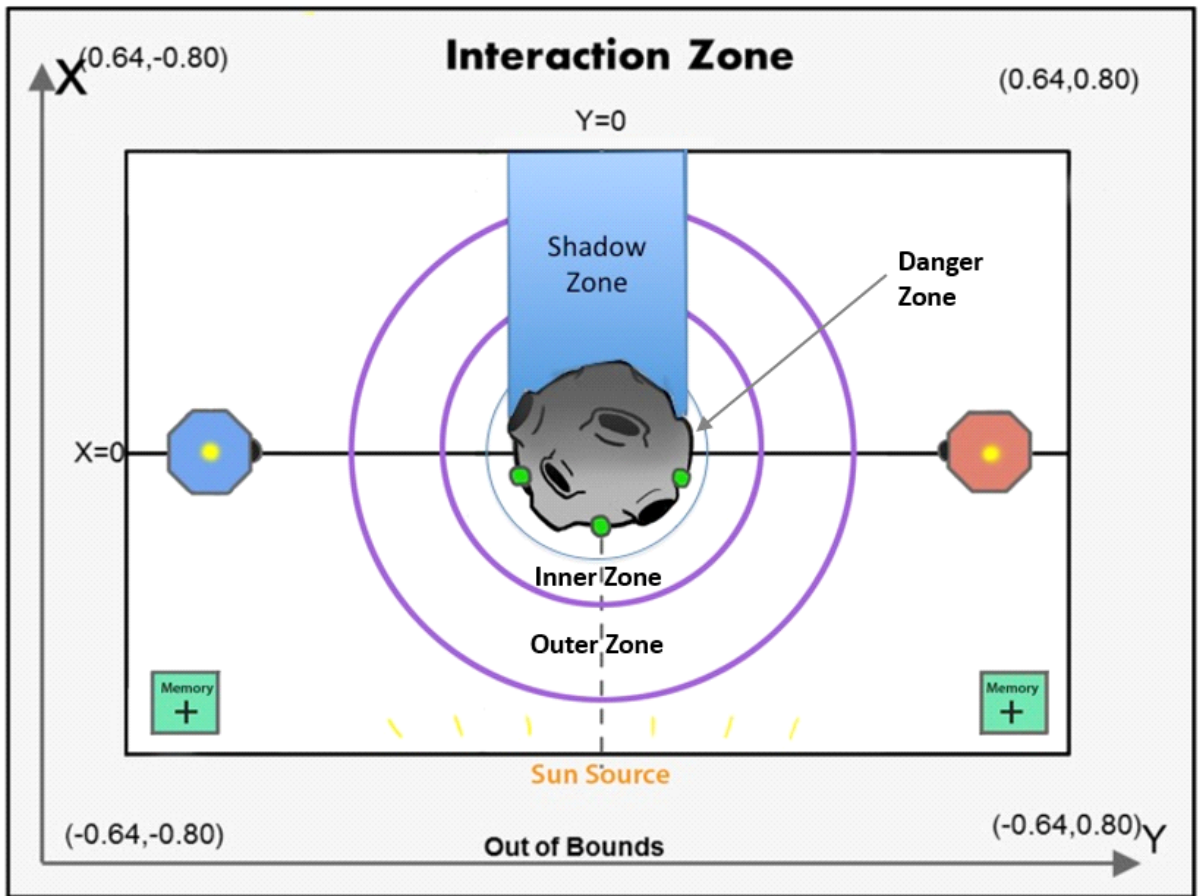 Interaction Zone
X
(0.64,-0.80)
(0.64,0.80)
Y=0
Shadow
Zone
Danger
Zone
X=0
Inner Zone
Outer Zone
Memory
+
Memory
+
Sun Source
(-0.64,-0.80)
Out of Bounds
(-0.64,0.80)
Y